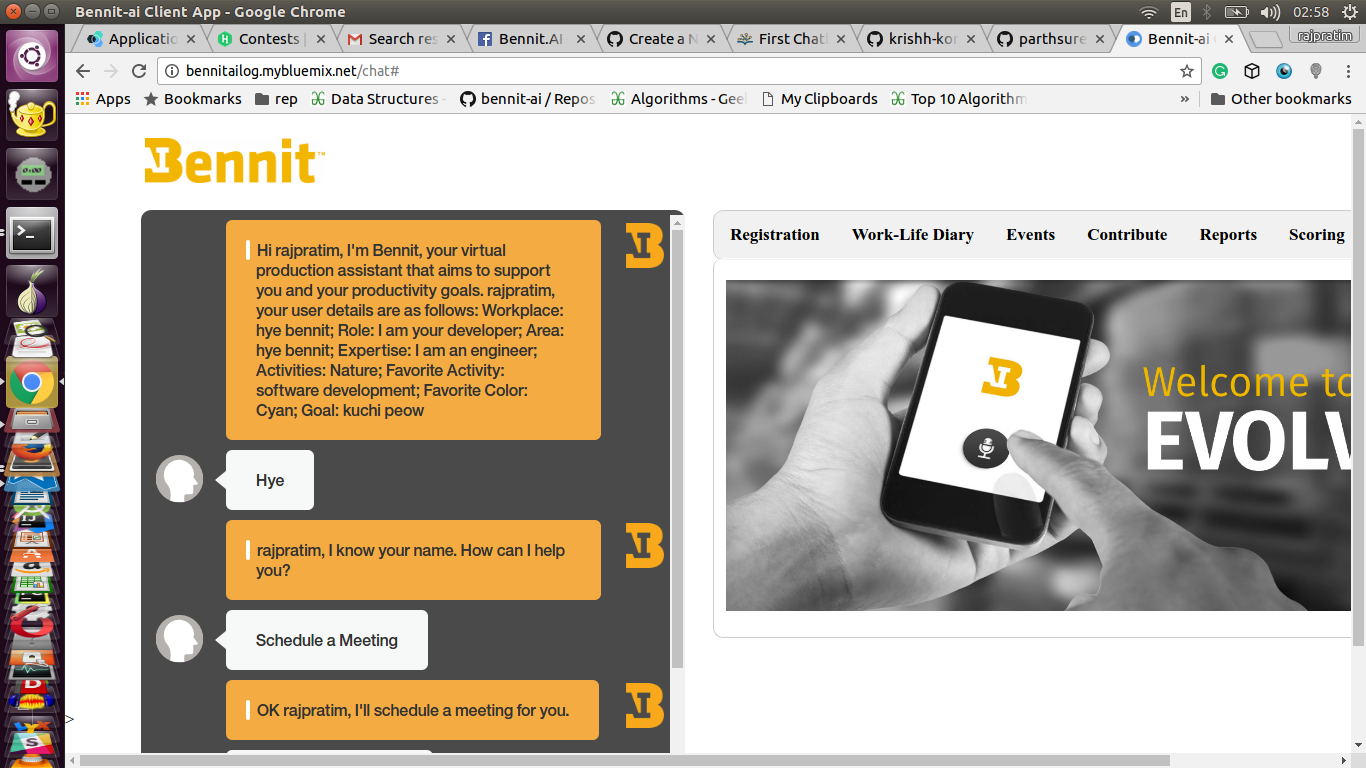 Bennit-ai Client App - Google Chrome
En
02:58
Applicatio
Contests |
Search res
Bennit.AI
Create a N
First Chat
krishh-kor
parthsure
Bennit-ai
rajpratim
bennitailog.mybluemix.net/chat#
Apps
Bookmarks
rep
Data Structures -
bennit-ai / Repos
Algorithms - Gee
My Clipboards
Top 10 Algorithm
»
Other bookmarks
Bennit™
Hi rajpratim, I'm Bennit, your virtual
production assistant that aims to support
you and your productivity goals. rajpratim,
your user details are as follows: Workplace:
hye bennit; Role: I am your developer; Area:
hye bennit; Expertise: I am an engineer;
Activities: Nature; Favorite Activity:
software development; Favorite Color:
Cyan; Goal: kuchi peow
Hye
rajpratim, I know your name. How can I help
you?
Schedule a Meeting
OK rajpratim, I'll schedule a meeting for you.
>
Registration
Work-Life Diary
Events
Contribute
Reports
Scoring
Welcome to
EVOLV